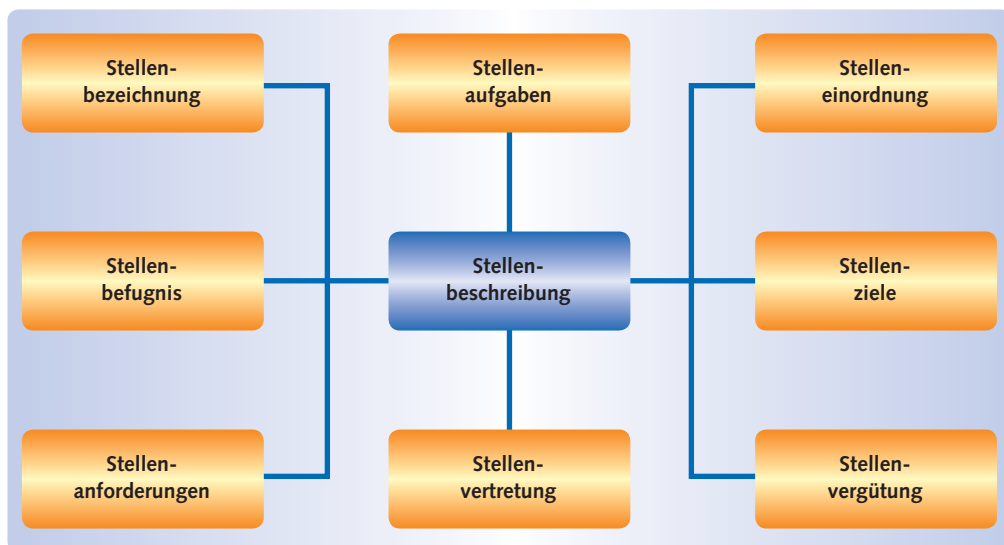 Stellen-
bezeichnung
Stellen-
aufgaben
Stellen-
einordnung
Stellen-
befugnis
Stellen-
beschreibung
Stellen-
ziele
Stellen-
anforderungen
Stellen-
vertretung
Stellen-
vergütung